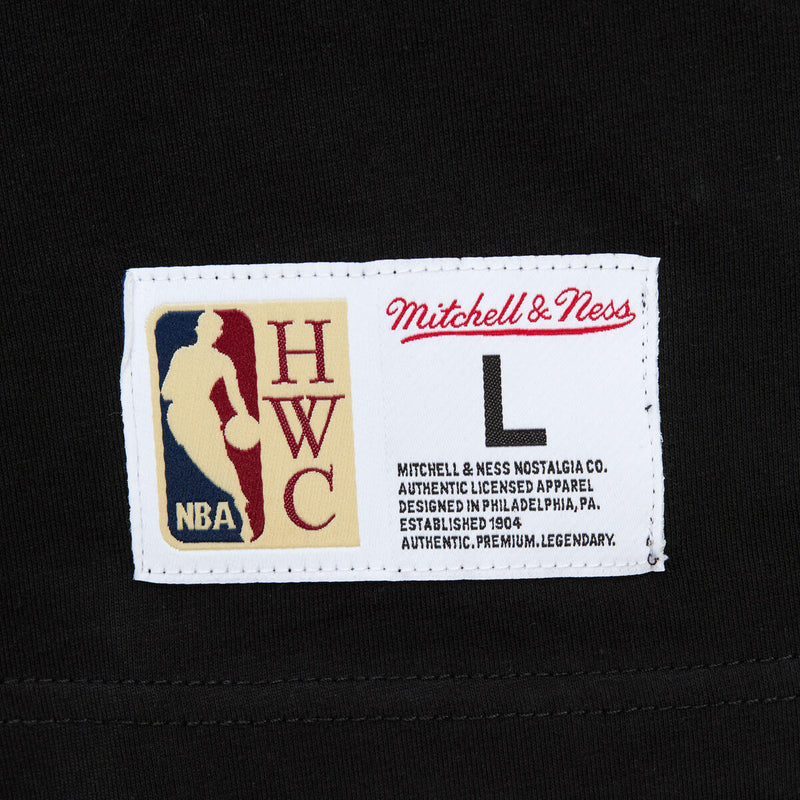 NBA
H
W
C
Mitchell & Ness
L
MITCHELL & NESS NOSTALGIA CO.
AUTHENTIC LICENSED APPAREL
DESIGNED IN PHILADELPHIA, PA.
ESTABLISHED 1904
AUTHENTIC.PREMIUM.LEGENDARY.